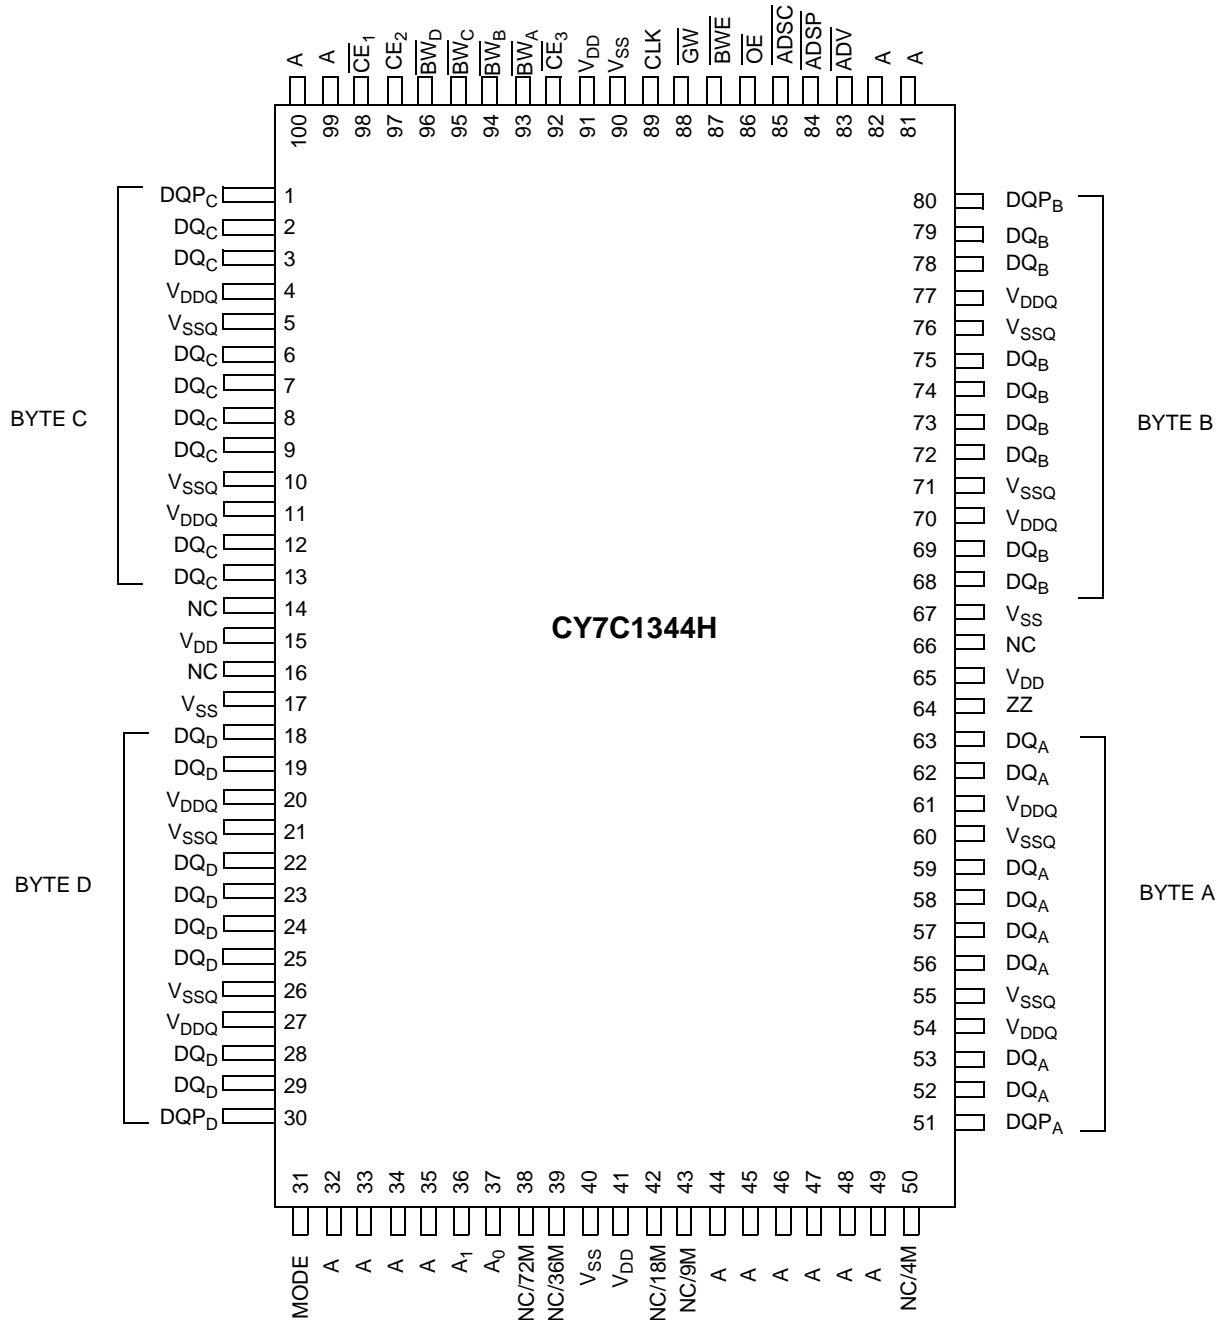 A
A
CE1
CE2
BWD
BWC
BWB
BWA
CE3
VDD
VSS
CLK
GW
BWE
OE
ADSC
ADSP
ADV
A
A
100
99
98
97
96
95
94
93
92
91
90
89
88
87
86
85
84
83
82
81
BYTE C
DQPC 1
DQC 2
DQC 3
VDDQ 4
VSSQ 5
DQC 6
DQC 7
DQC 8
DQC 9
VSSQ 10
VDDQ 11
DQC 12
DQC 13
NC 14
VDD 15
NC 16
VSS 17
BYTE D
DQD 18
DQD 19
VDDQ 20
VSSQ 21
DQD 22
DQD 23
DQD 24
DQD 25
VSSQ 26
VDDQ 27
DQD 28
DQD 29
DQPD 30
CY7C1344H
80 DQPB
79 DQB
78 DQB
77 VDDQ
76 VSSQ
75 DQB
74 DQB
73 DQB
72 DQB
71 VSSQ
70 VDDQ
69 DQB
68 DQB
BYTE B
67 VSS
66 NC
65 VDD
64 ZZ
63 DQA
62 DQA
61 VDDQ
60 VSSQ
59 DQA
58 DQA
57 DQA
56 DQA
55 VSSQ
54 VDDQ
53 DQA
52 DQA
51 DQPA
BYTE A
31
32
33
34
35
36
37
38
39
40
41
42
43
44
45
46
47
48
49
50
MODE
A
A
A
A
A1
A0
NC/72M
NC/36M
VSS
VDD
NC/18M
NC/9M
A
A
A
A
A
A
NC/4M